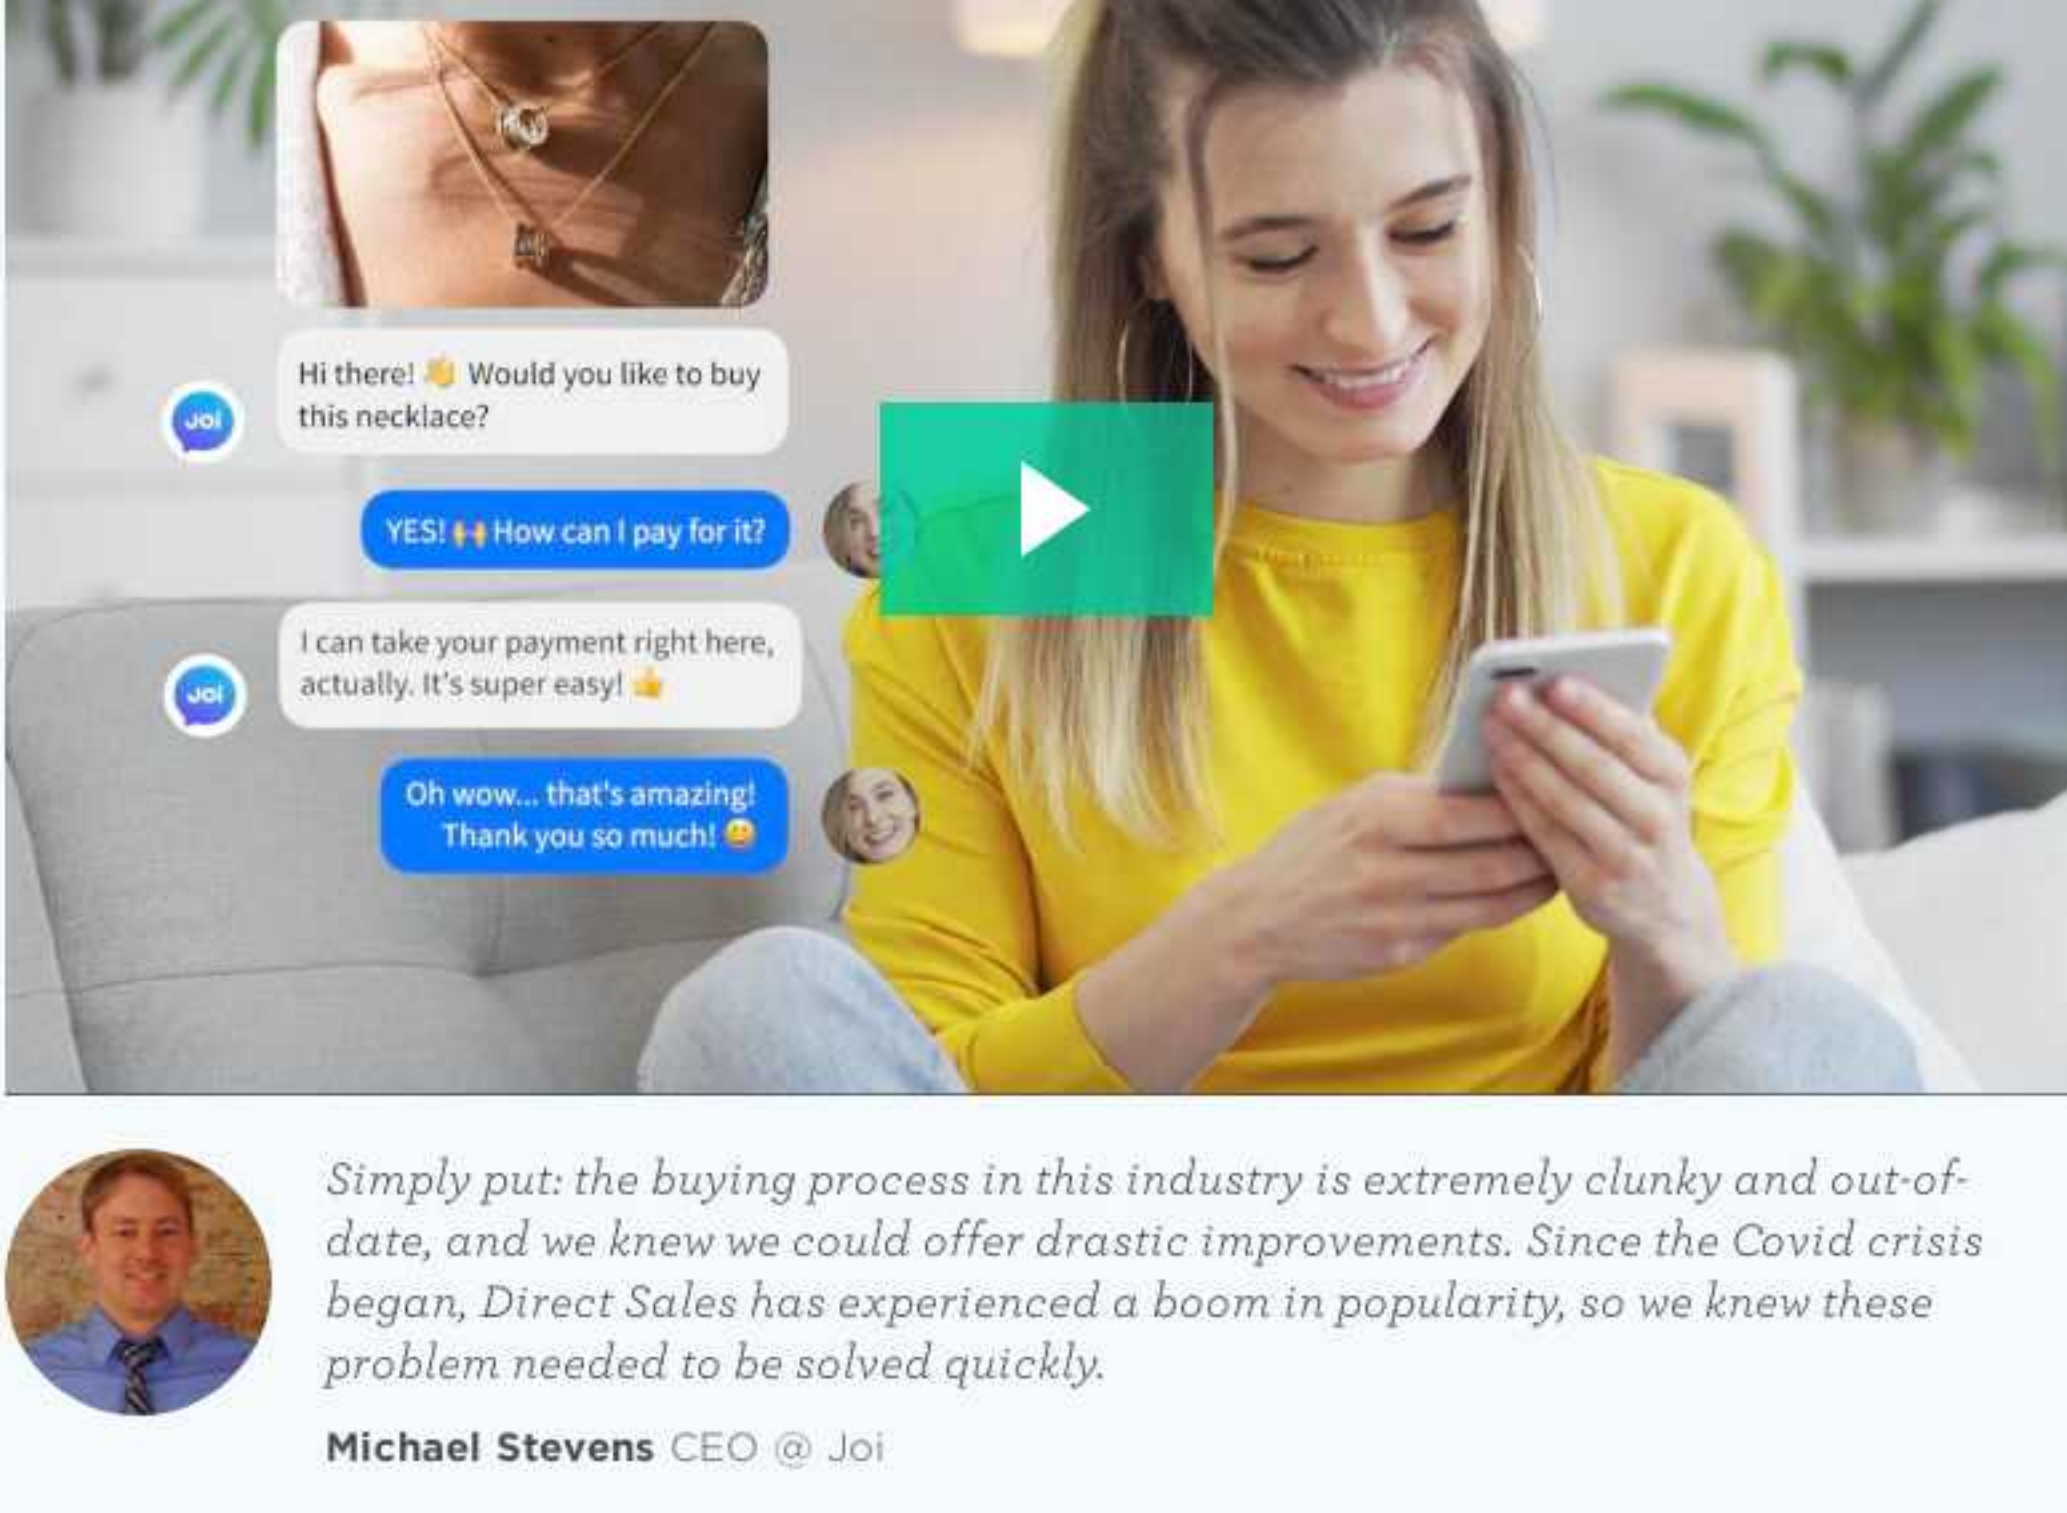 Hi there! 👋 Would you like to buy
this necklace?
Joi
YES! 🙌 How can I pay for it?
I can take your payment right here,
actually. It's super easy! 👍
Joi
Oh wow... that's amazing!
Thank you so much! 😀
Simply put: the buying process in this industry is extremely clunky and out-of-
date, and we knew we could offer drastic improvements. Since the Covid crisis
began, Direct Sales has experienced a boom in popularity, so we knew these
problem needed to be solved quickly.
Michael Stevens CEO @ Joi